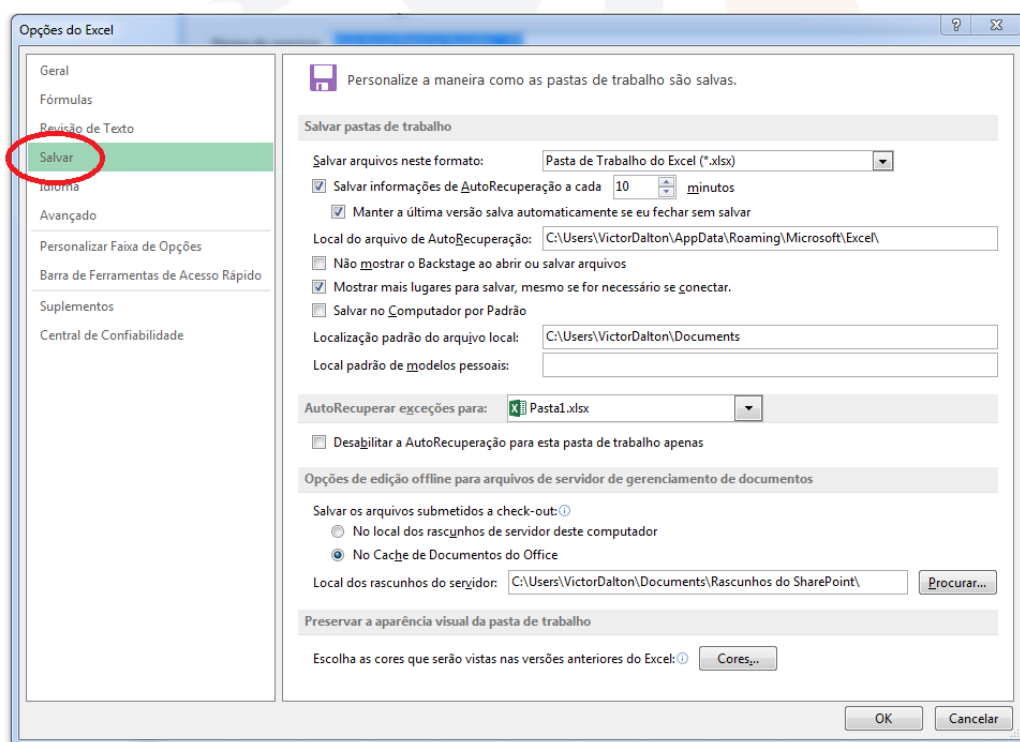 Opções do Excel
Geral
Fórmulas
Revisão de Texto
Salvar
Idioma
Avançado
Personalizar Faixa de Opções
Barra de Ferramentas de Acesso Rápido
Suplementos
Central de Confiabilidade
Personalize a maneira como as pastas de trabalho são salvas.
Salvar pastas de trabalho
Salvar arquivos neste formato: Pasta de Trabalho do Excel (*.xlsx)
Salvar informações de AutoRecuperação a cada 10 minutos
Manter a última versão salva automaticamente se eu fechar sem salvar
Local do arquivo de AutoRecuperação: C:\Users\VictorDalton\AppData\Roaming\Microsoft\Excel\
Não mostrar o Backstage ao abrir ou salvar arquivos
Mostrar mais lugares para salvar, mesmo se for necessário se conectar.
Salvar no Computador por Padrão
Localização padrão do arquivo local: C:\Users\VictorDalton\Documents
Local padrão de modelos pessoais:
AutoRecuperar exceções para: Pasta1.xlsx
Desabilitar a AutoRecuperação para esta pasta de trabalho apenas
Opções de edição offline para arquivos de servidor de gerenciamento de documentos
Salvar os arquivos submetidos a check-out:
No local dos rascunhos de servidor deste computador
No Cache de Documentos do Office
Local dos rascunhos do servidor: C:\Users\VictorDalton\Documents\Rascunhos do SharePoint\ Procurar...
Preservar a aparência visual da pasta de trabalho
Escolha as cores que serão vistas nas versões anteriores do Excel: Cores...
OK Cancelar